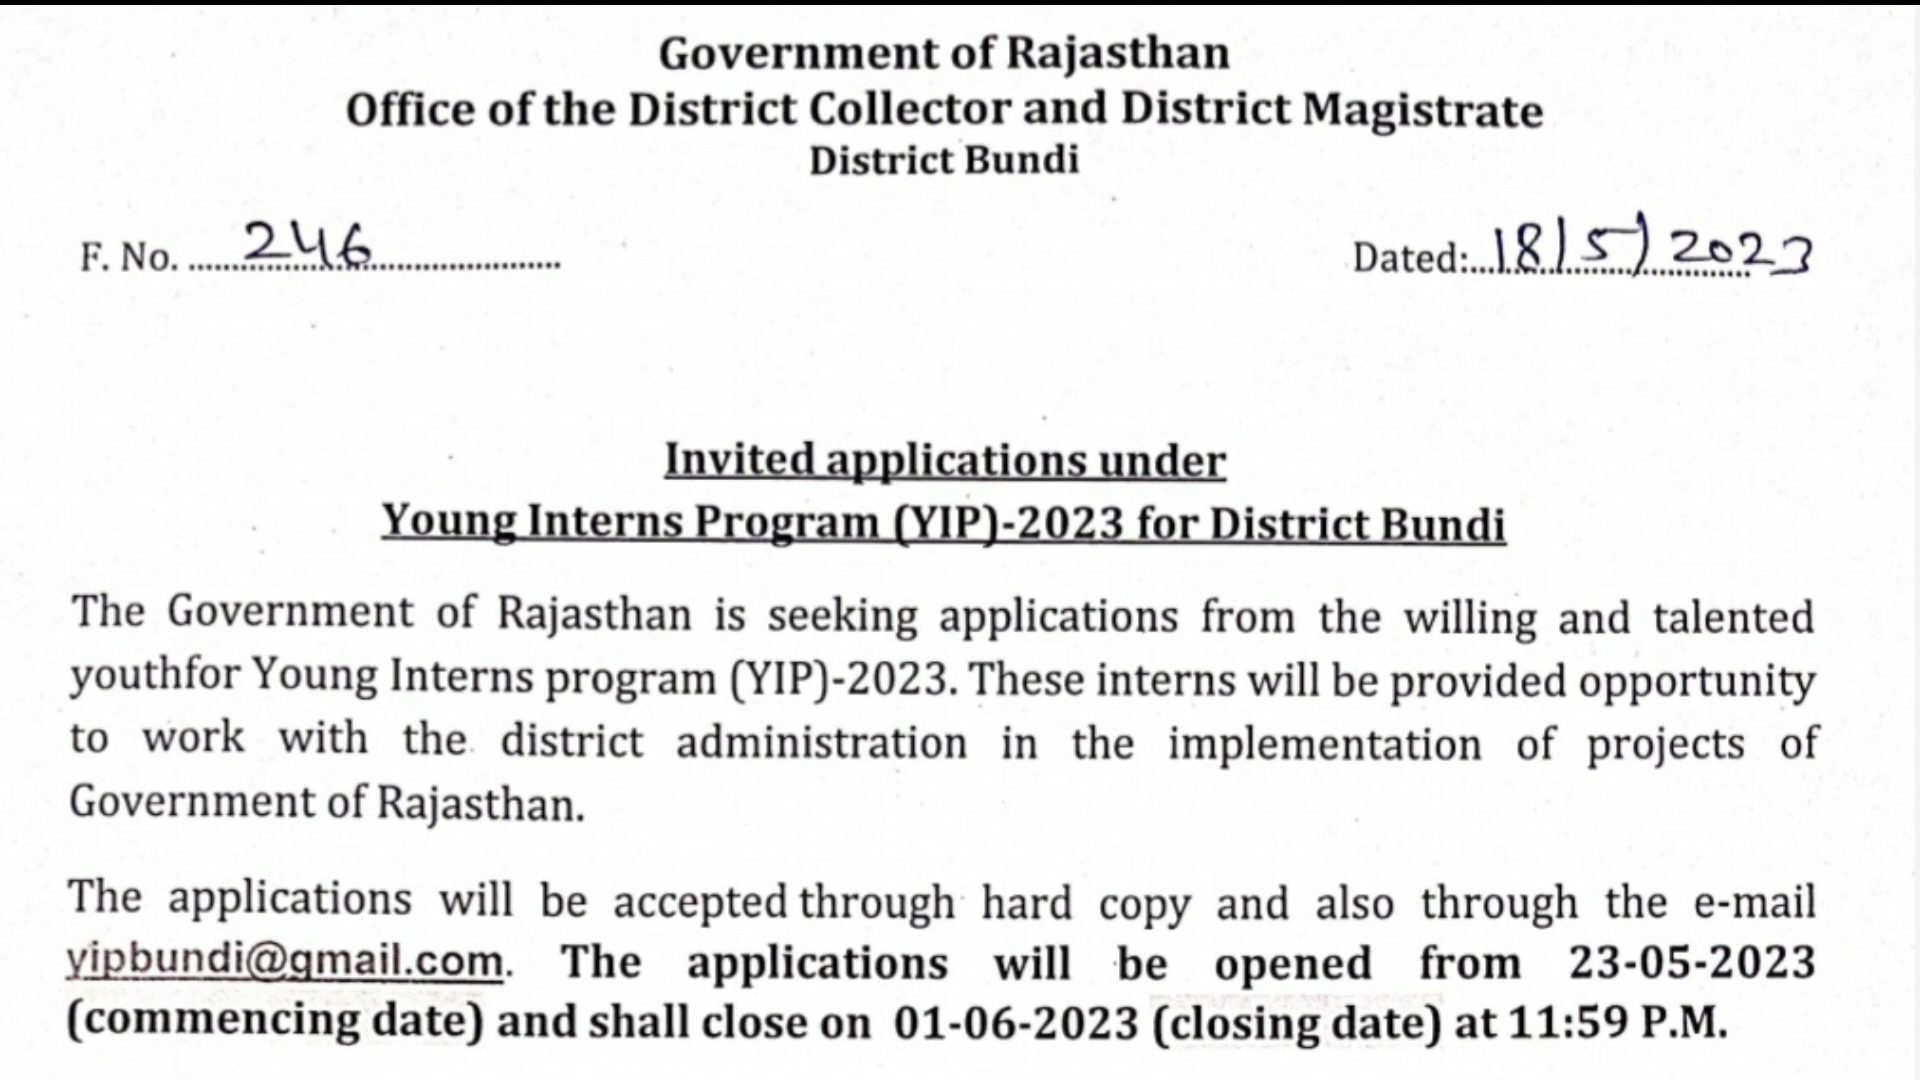 Government of Rajasthan
Office of the District Collector and District Magistrate
District Bundi
F. No. ....246........................ Dated:....18/5/2023
Invited applications under
Young Interns Program (YIP)-2023 for District Bundi
The Government of Rajasthan is seeking applications from the willing and talented
youthfor Young Interns program (YIP)-2023. These interns will be provided opportunity
to work with the district administration in the implementation of projects of
Government of Rajasthan.
The applications will be accepted through hard copy and also through the e-mail
yipbundi@gmail.com. The applications will be opened from 23-05-2023
(commencing date) and shall close on 01-06-2023 (closing date) at 11:59 P.M.